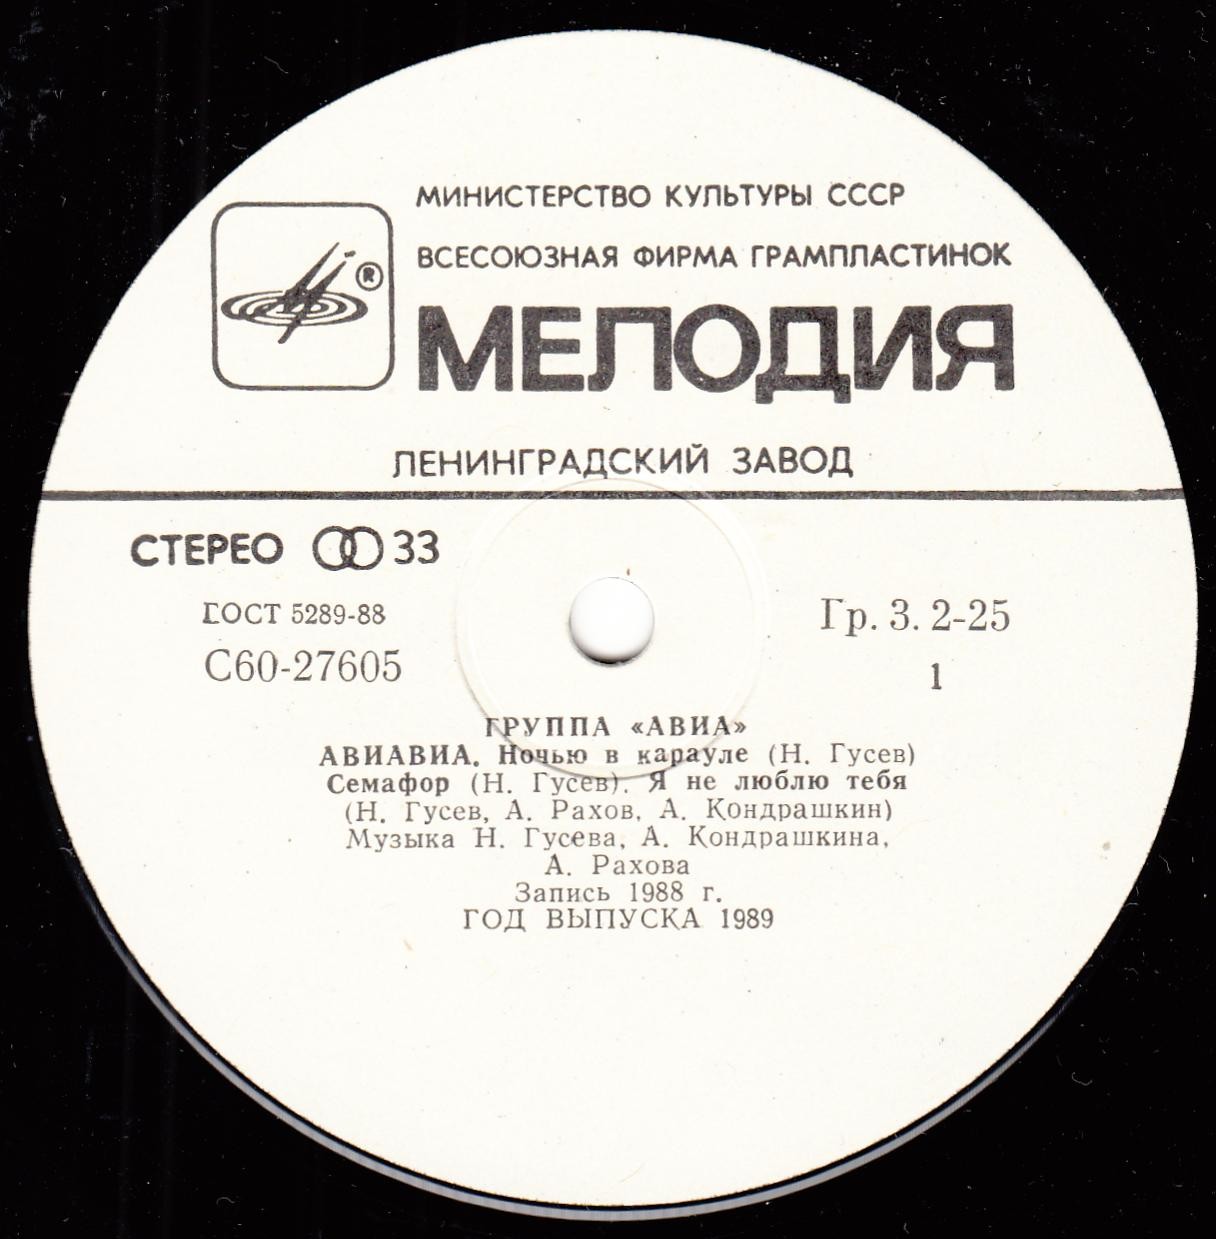 МИНИСТЕРСТВО КУЛЬТУРЫ СССР
ВСЕСОЮЗНАЯ ФИРМА ГРАМПЛАСТИНОК
®
МЕЛОДИЯ
ЛЕНИНГРАДСКИЙ ЗАВОД
СТЕРЕО 33
ГОСТ 5289-88
Гр. 3. 2-25
С60-27605
1
ГРУППА «АВИА»
АВИАВИА. Ночью в карауле (Н. Гусев)
Семафор (Н. Гусев). Я не люблю тебя
(Н. Гусев, А. Рахов, А. Кондрашкин)
Музыка Н. Гусева, А. Кондрашкина,
А. Рахова
Запись 1988 г.
ГОД ВЫПУСКА 1989